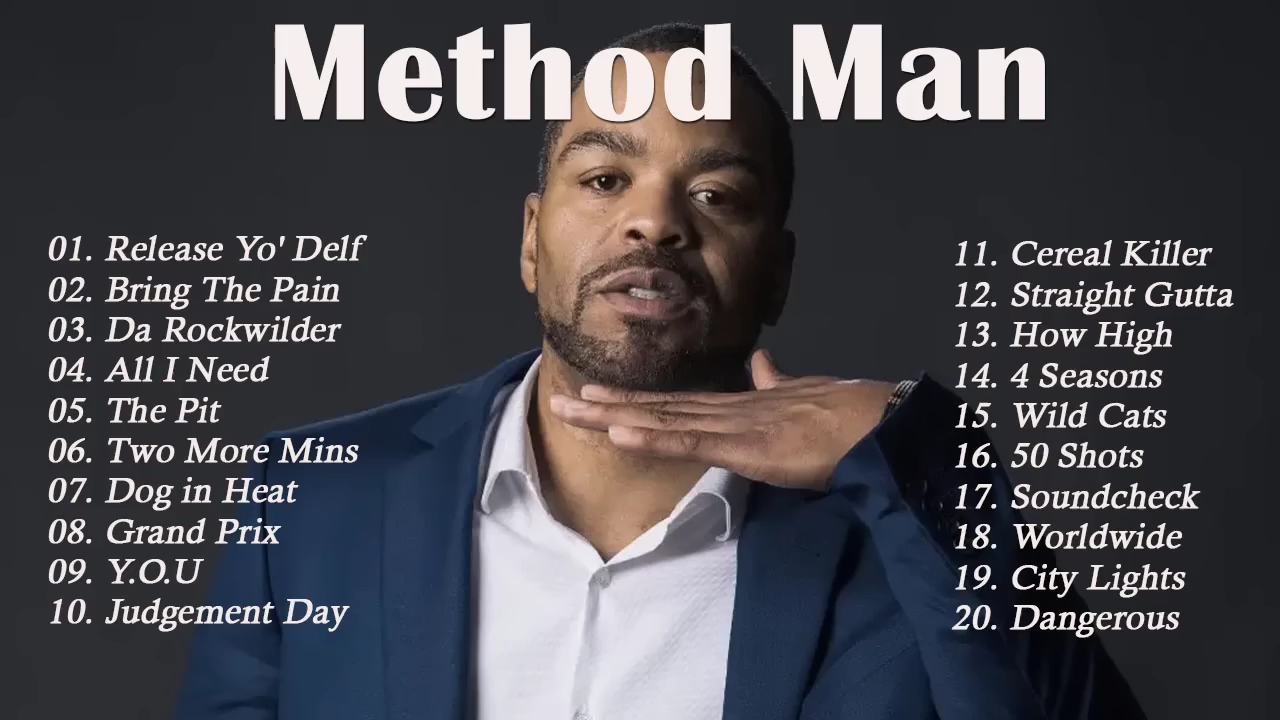 Method Man
01. Release Yo' Delf
02. Bring The Pain
03. Da Rockwilder
04. All I Need
05. The Pit
06. Two More Mins
07. Dog in Heat
08. Grand Prix
09. Y.O.U
10. Judgement Day
11. Cereal Killer
12. Straight Gutta
13. How High
14. 4 Seasons
15. Wild Cats
16. 50 Shots
17. Soundcheck
18. Worldwide
19. City Lights
20. Dangerous